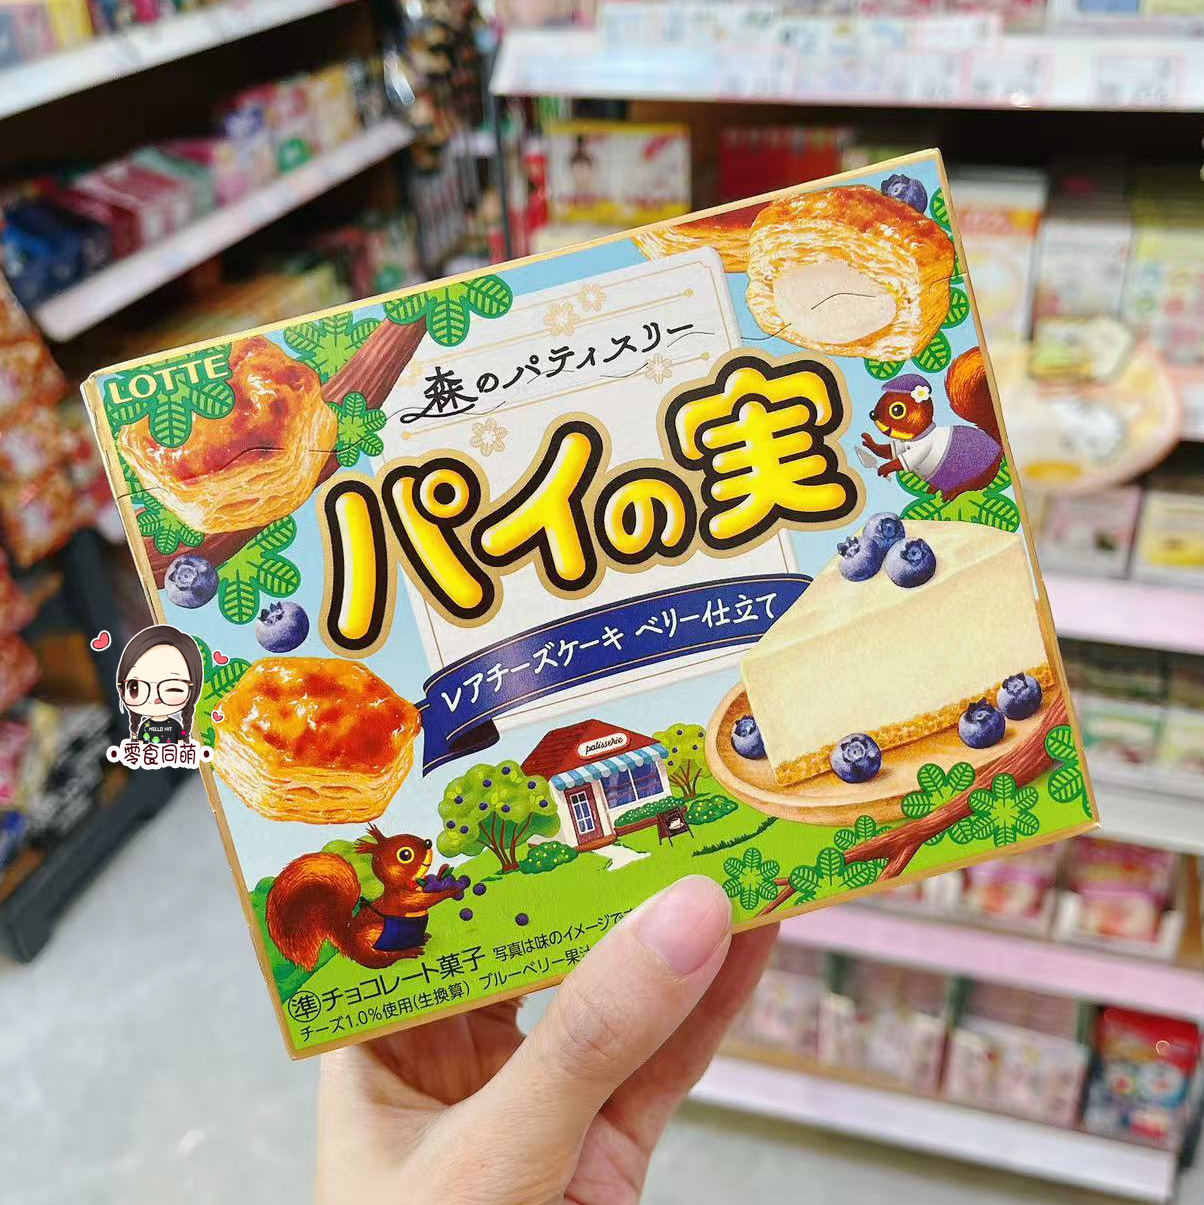 LOTTE
森のパティスリー
パイの実
レアチーズケーキ ベリー仕立て
patisserie
HELLO HIT
•零食同萌•
準チョコレート菓子 写真は味のイメージで
チーズ1.0%使用(生換算) ブルーベリー果汁